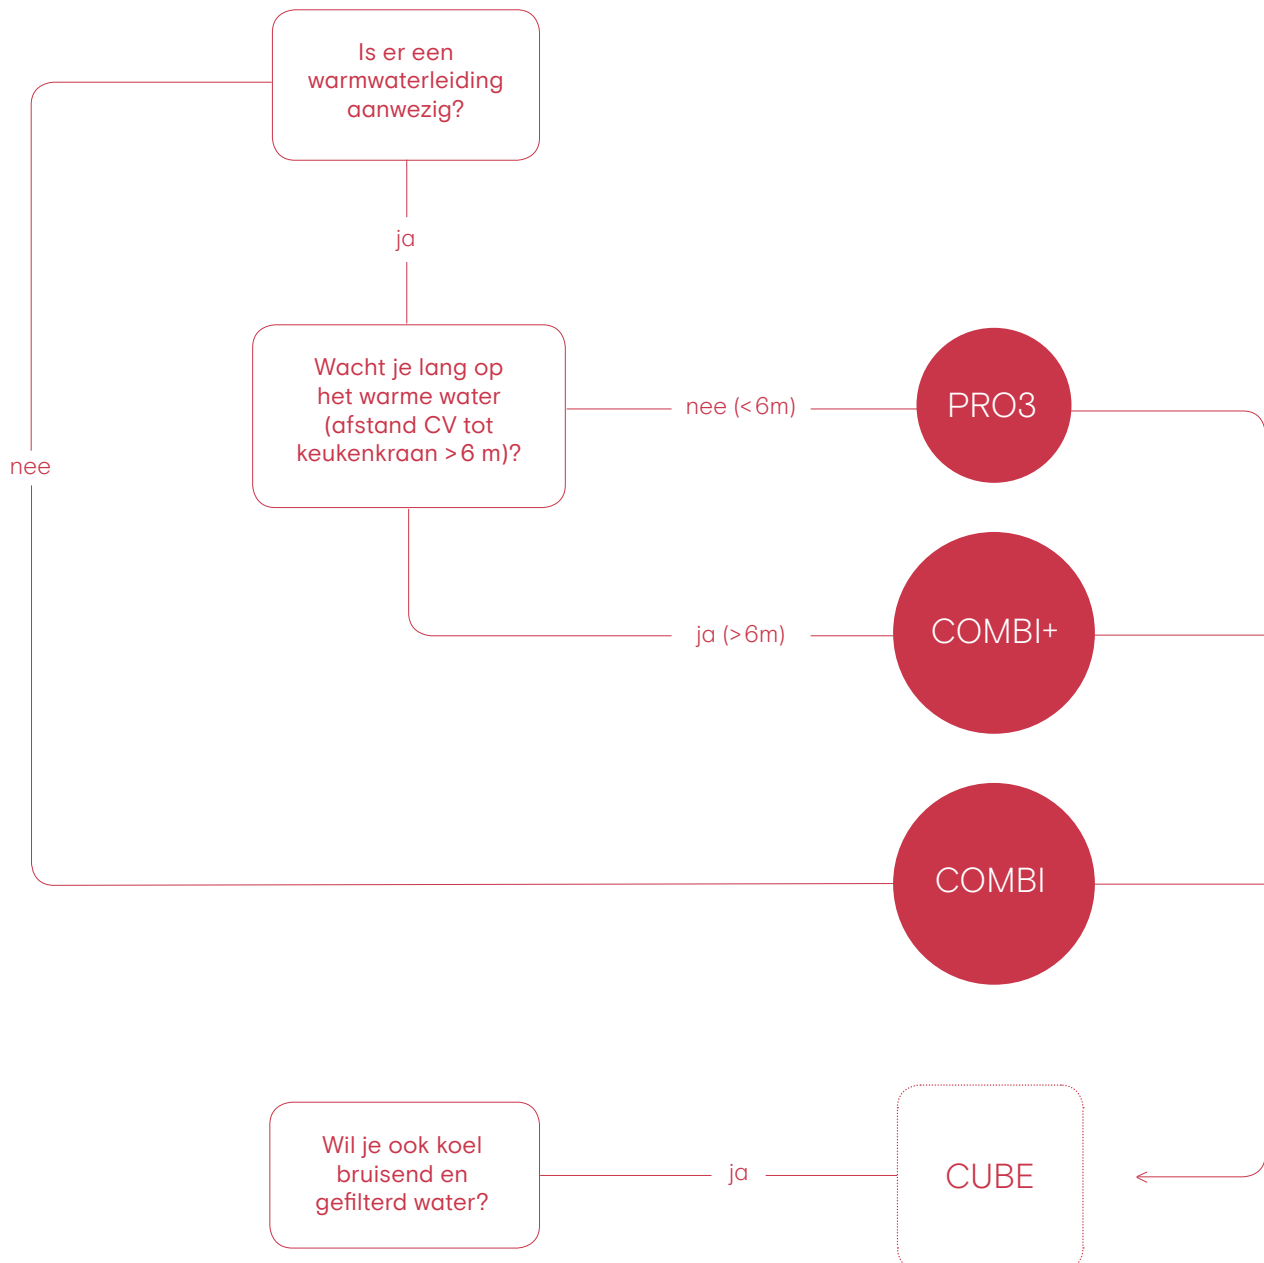 Is er een
warmwaterleiding
aanwezig?
ja
Wacht je lang op
het warme water
(afstand CV tot
keukenkraan >6 m)?
nee (<6m)
PRO3
nee
ja (>6m)
COMBI+
COMBI
Wil je ook koel
bruisend en
gefilterd water?
ja
CUBE